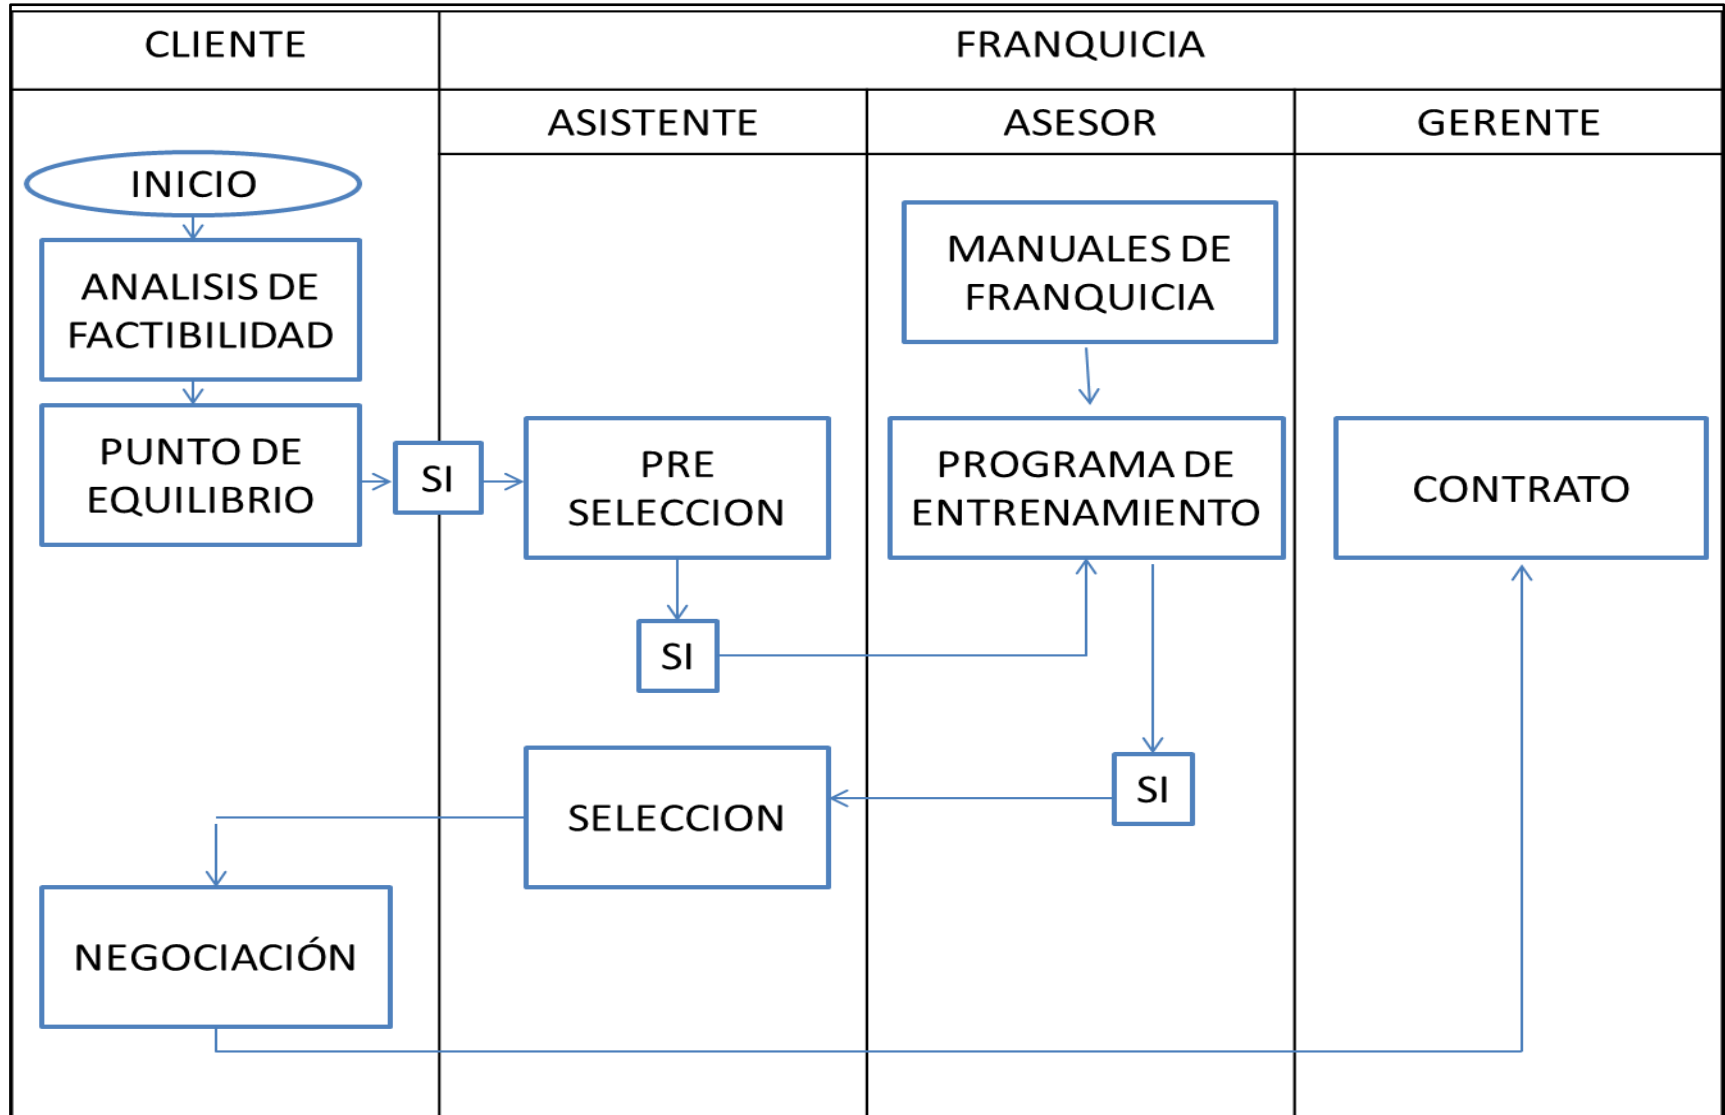 CLIENTE
FRANQUICIA
ASISTENTE
ASESOR
GERENTE
INICIO
ANALISIS DE
FACTIBILIDAD
PUNTO DE
EQUILIBRIO
SI
PRE
SELECCION
SI
MANUALES DE
FRANQUICIA
PROGRAMA DE
ENTRENAMIENTO
SI
SELECCION
NEGOCIACIÓN
CONTRATO